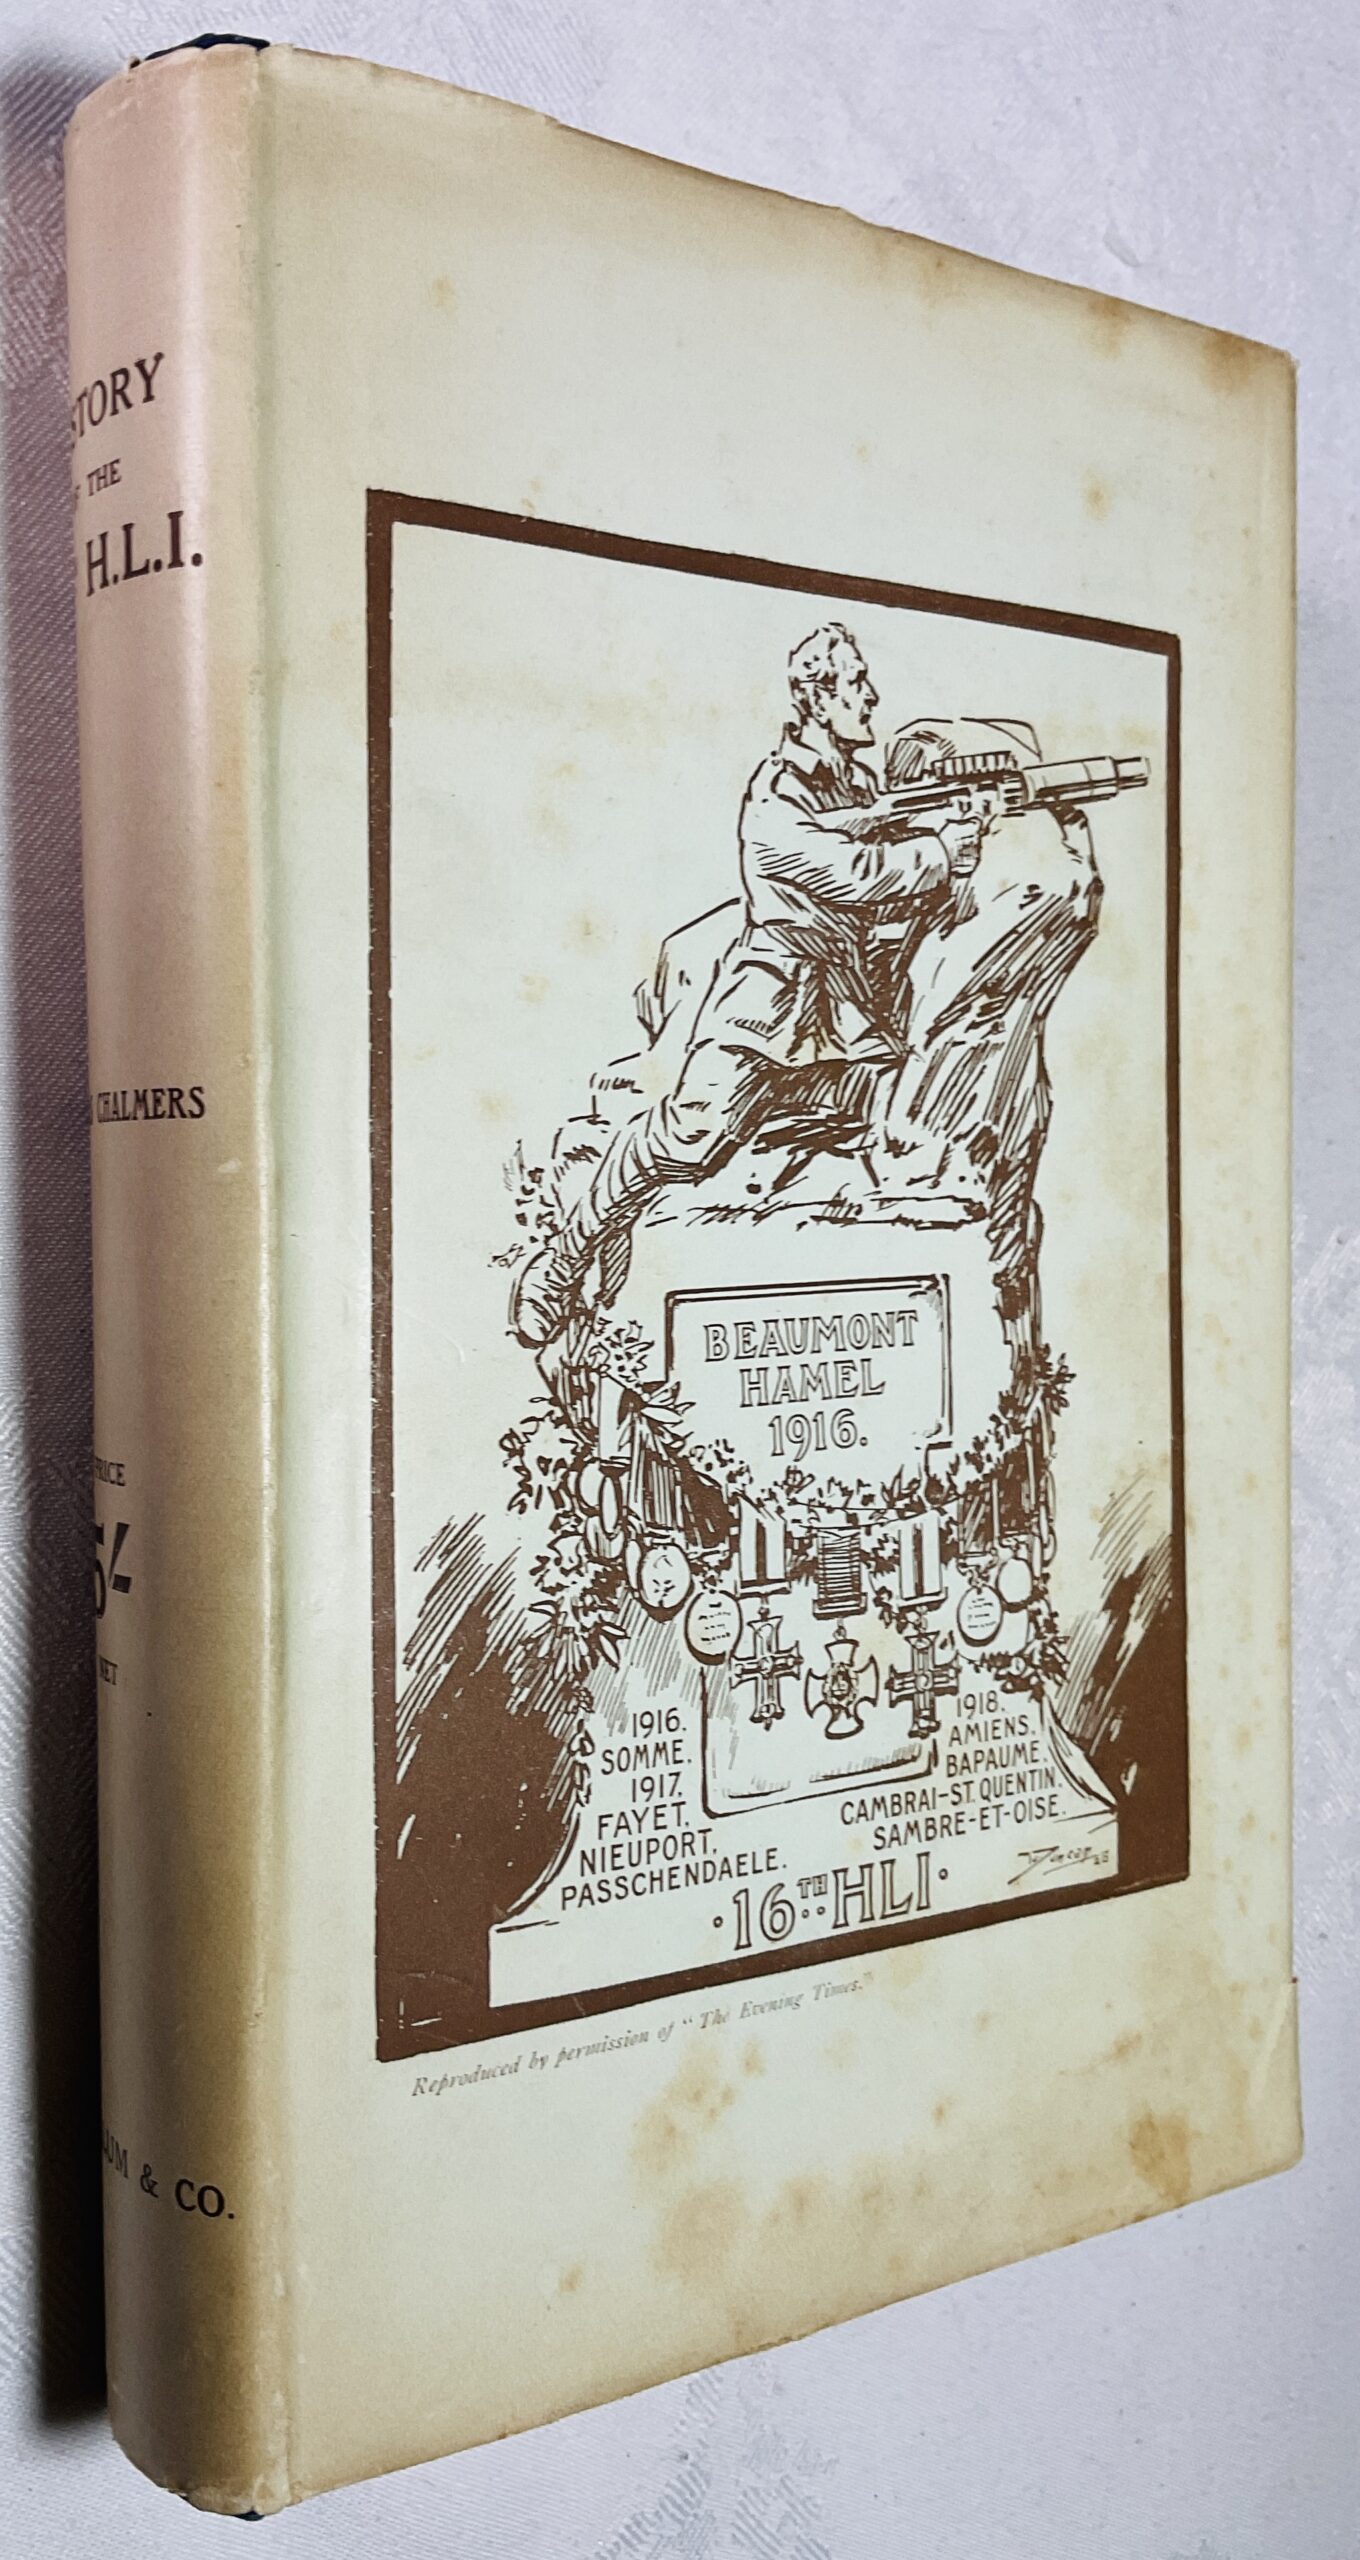 STORY
THE
H.L.I.
CHALMERS
PRICE
5/-
NET
& CO.
BEAUMONT
HAMEL
1916.
1916.
SOMME.
1917.
FAYET.
NIEUPORT.
PASSCHENDAELE.
1918.
AMIENS.
BAPAUME.
CAMBRAI-ST. QUENTIN.
SAMBRE-ET-OISE.
·16TH HLI·
Reproduced by permission of "The Evening Times."